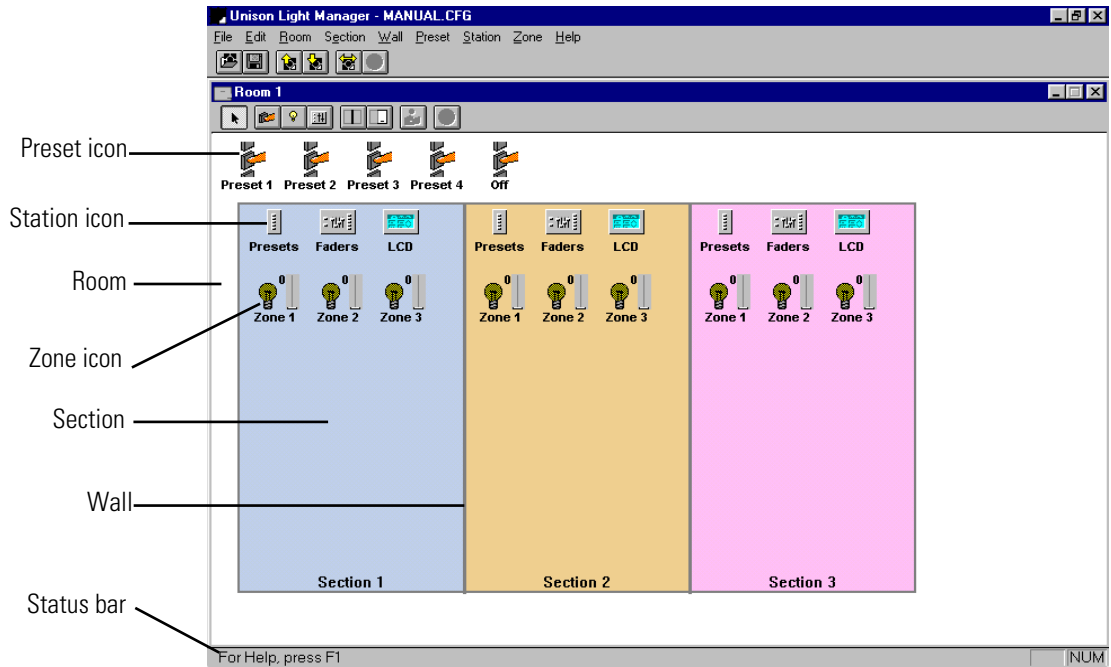 Unison Light Manager - MANUAL.CFG
File Edit Room Section Wall Preset Station Zone Help
Room 1
Preset icon
Preset 1 Preset 2 Preset 3 Preset 4 Off
Station icon
Presets Faders LCD Presets Faders LCD Presets Faders LCD
Room
0 0 0 0 0 0 0 0 0
Zone 1 Zone 2 Zone 3 Zone 1 Zone 2 Zone 3 Zone 1 Zone 2 Zone 3
Zone icon
Section
Wall
Section 1 Section 2 Section 3
Status bar
For Help, press F1 NUM